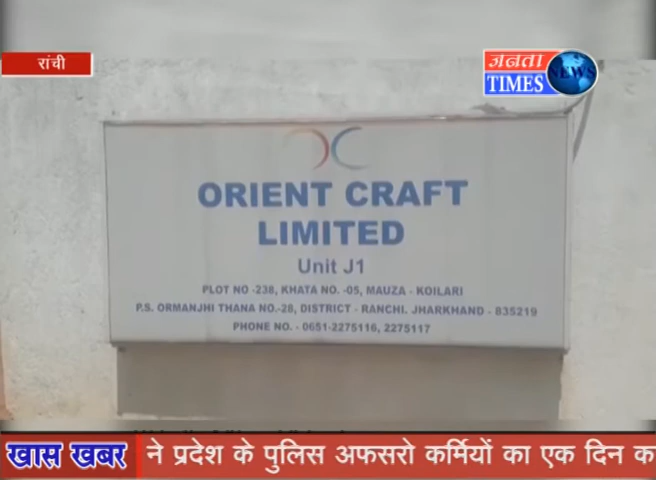 रांची
जनता
TIMES NEWS
ORIENT CRAFT
LIMITED
Unit J1
PLOT NO -238, KHATA NO. -05, MAUZA - KOILARI
P.S. ORMANJHI THANA NO.-28, DISTRICT - RANCHI. JHARKHAND - 835219
PHONE NO. - 0651-2275116, 2275117
खास खबर ने प्रदेश के पुलिस अफसरो कर्मियों का एक दिन क